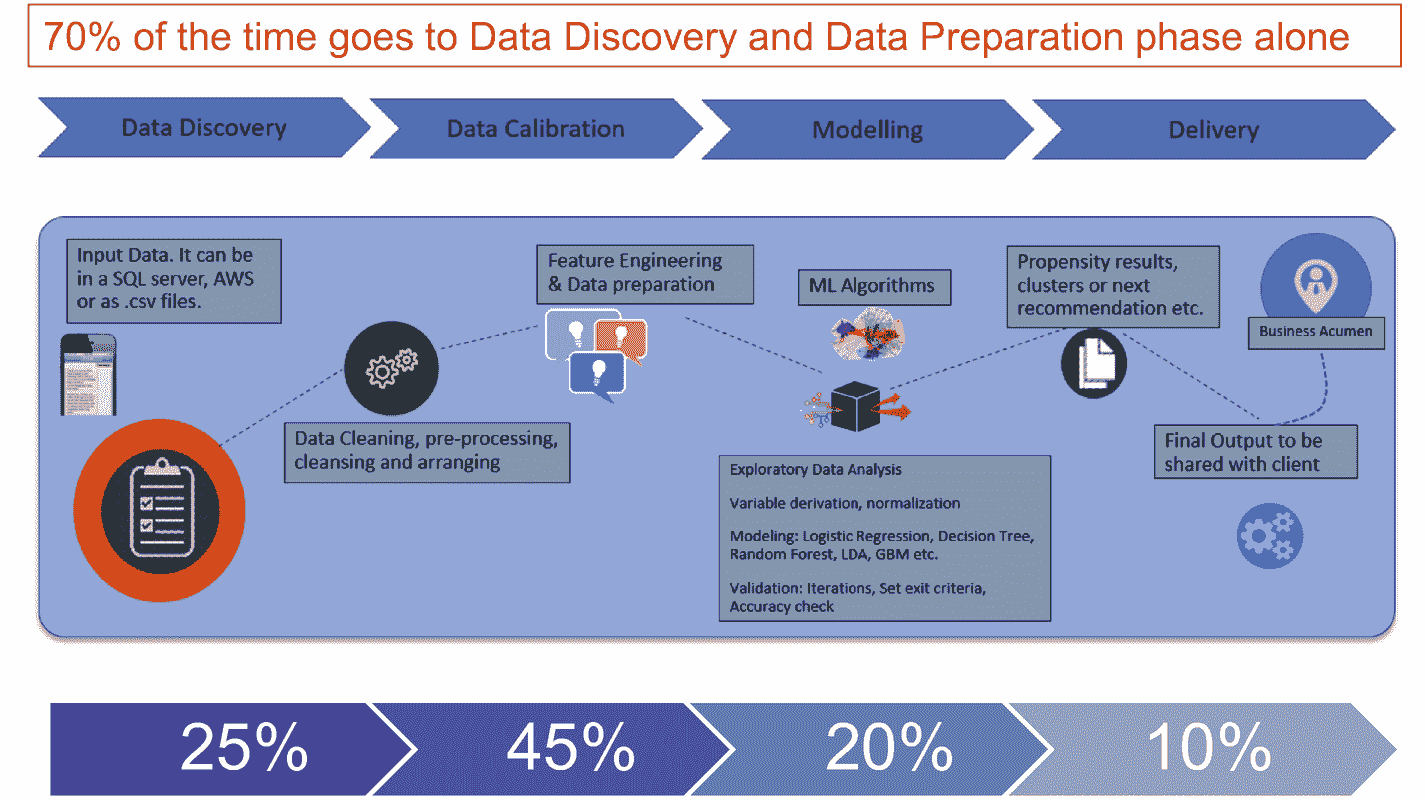 70% of the time goes to Data Discovery and Data Preparation phase alone
Data Discovery
Data Calibration
Modelling
Delivery
Input Data. It can be
in a SQL server, AWS
or as .csv files.
Data Cleaning, pre-processing,
cleansing and arranging
Feature Engineering
& Data preparation
ML Algorithms
Exploratory Data Analysis
Variable derivation, normalization
Modeling: Logistic Regression, Decision Tree,
Random Forest, LDA, GBM etc.
Validation: Iterations, Set exit criteria,
Accuracy check
Propensity results,
clusters or next
recommendation etc.
Business Acumen
Final Output to be
shared with client
25%
45%
20%
10%